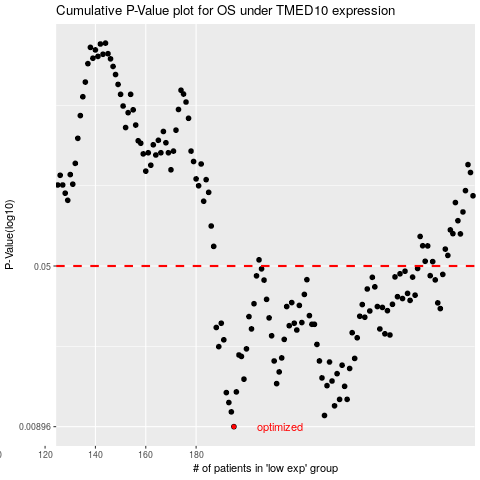 Cumulative P-Value plot for OS under TMED10 expression
P-Value(log10)
0.05
0.00896
optimized
0 120 140 160 180
# of patients in 'low exp' group